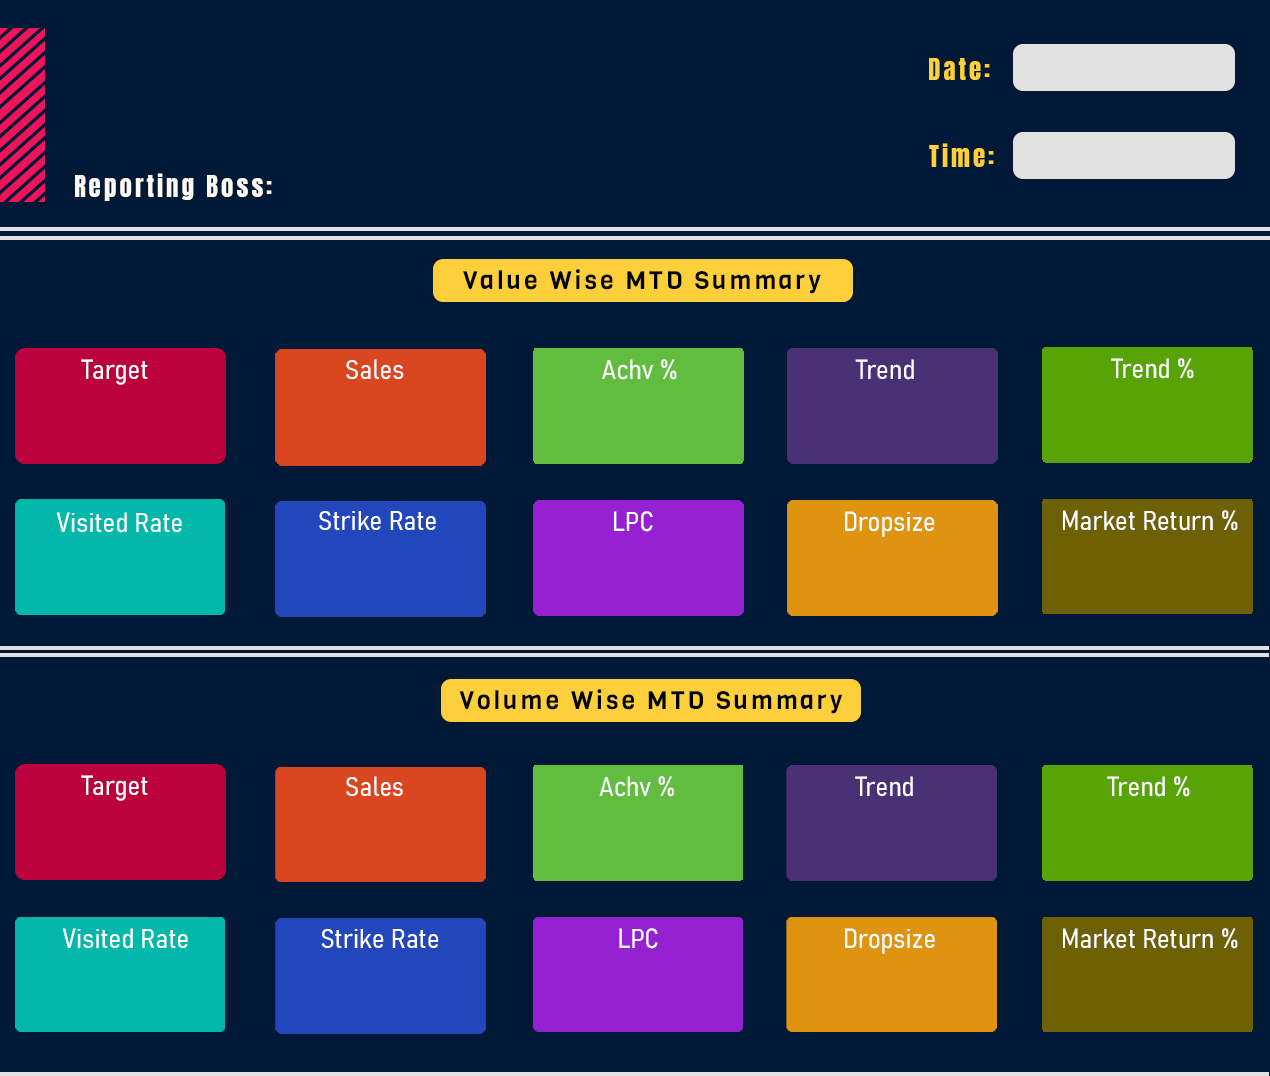 Date:
Time:
Reporting Boss:
Value Wise MTD Summary
Target
Sales
Achv %
Trend
Trend %
Visited Rate
Strike Rate
LPC
Dropsize
Market Return %
Volume Wise MTD Summary
Target
Sales
Achv %
Trend
Trend %
Visited Rate
Strike Rate
LPC
Dropsize
Market Return %